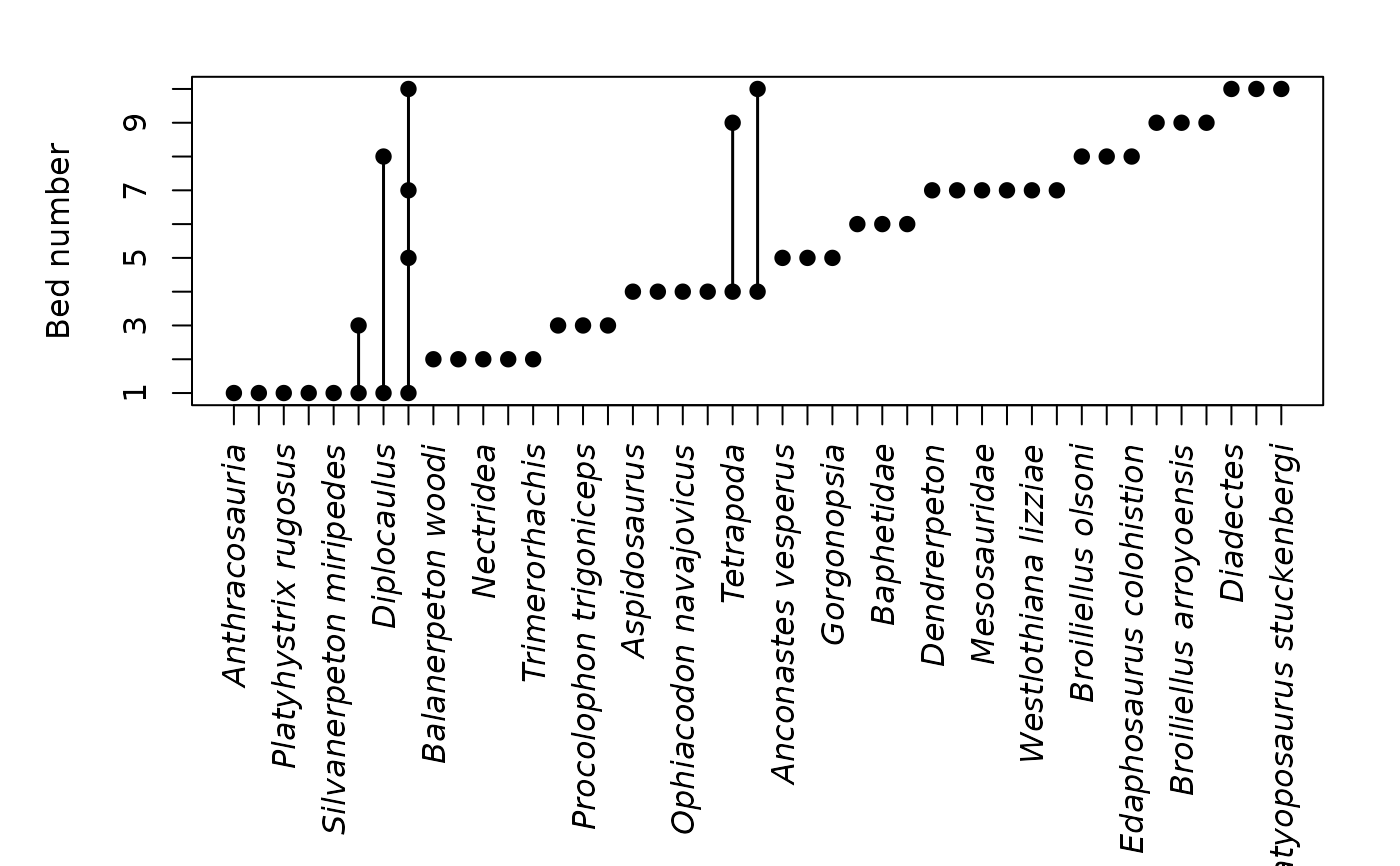 Bed number
9
7
5
3
1
Anthracosauria
Platyhystrix rugosus
Silvanerpeton miripedes
Diplocaulus
Balanerpeton woodi
Nectridea
Trimerorhachis
Procolophon trigoniceps
Aspidosaurus
Ophiacodon navajovicus
Tetrapoda
Anconastes vesperus
Gorgonopsia
Baphetidae
Dendrerpeton
Mesosauridae
Westlothiana lizziae
Broiliellus olsoni
Edaphosaurus colohistion
Broiliellus arroyoensis
Diadectes
atyoposaurus stuckenbergi